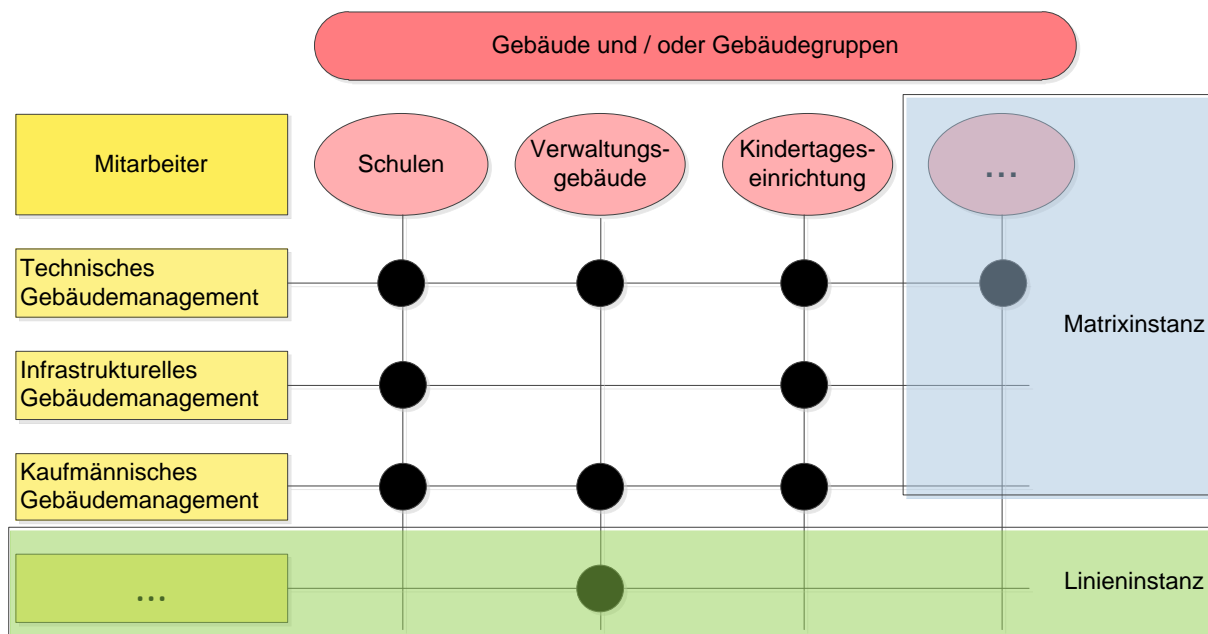 Gebäude und / oder Gebäudegruppen
Mitarbeiter
Schulen
Verwaltungs-
gebäude
Kindertages-
einrichtung
...
Technisches
Gebäudemanagement
Matrixinstanz
Infrastrukturelles
Gebäudemanagement
Kaufmännisches
Gebäudemanagement
...
Linieninstanz